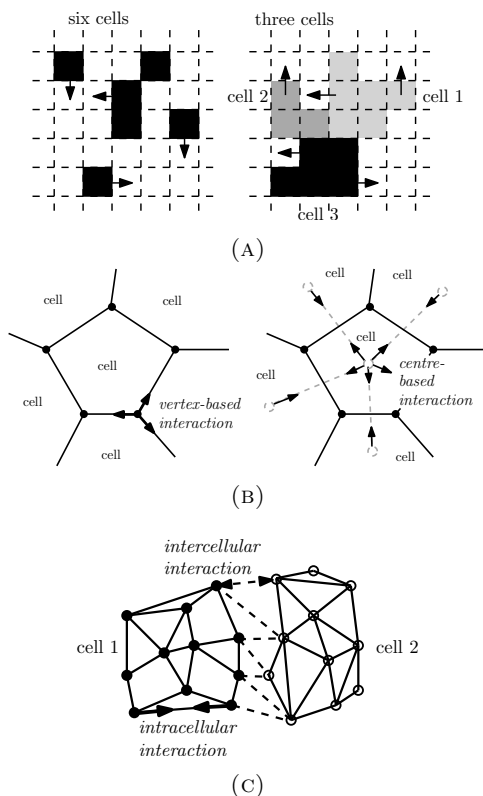 six cells
three cells
cell 2
cell 1
cell 3
(A)
cell
cell
cell
cell
cell
vertex-based
interaction
cell
cell
cell
cell
cell
centre-
based
interaction
(B)
intercellular
interaction
cell 1
cell 2
intracellular
interaction
(C)